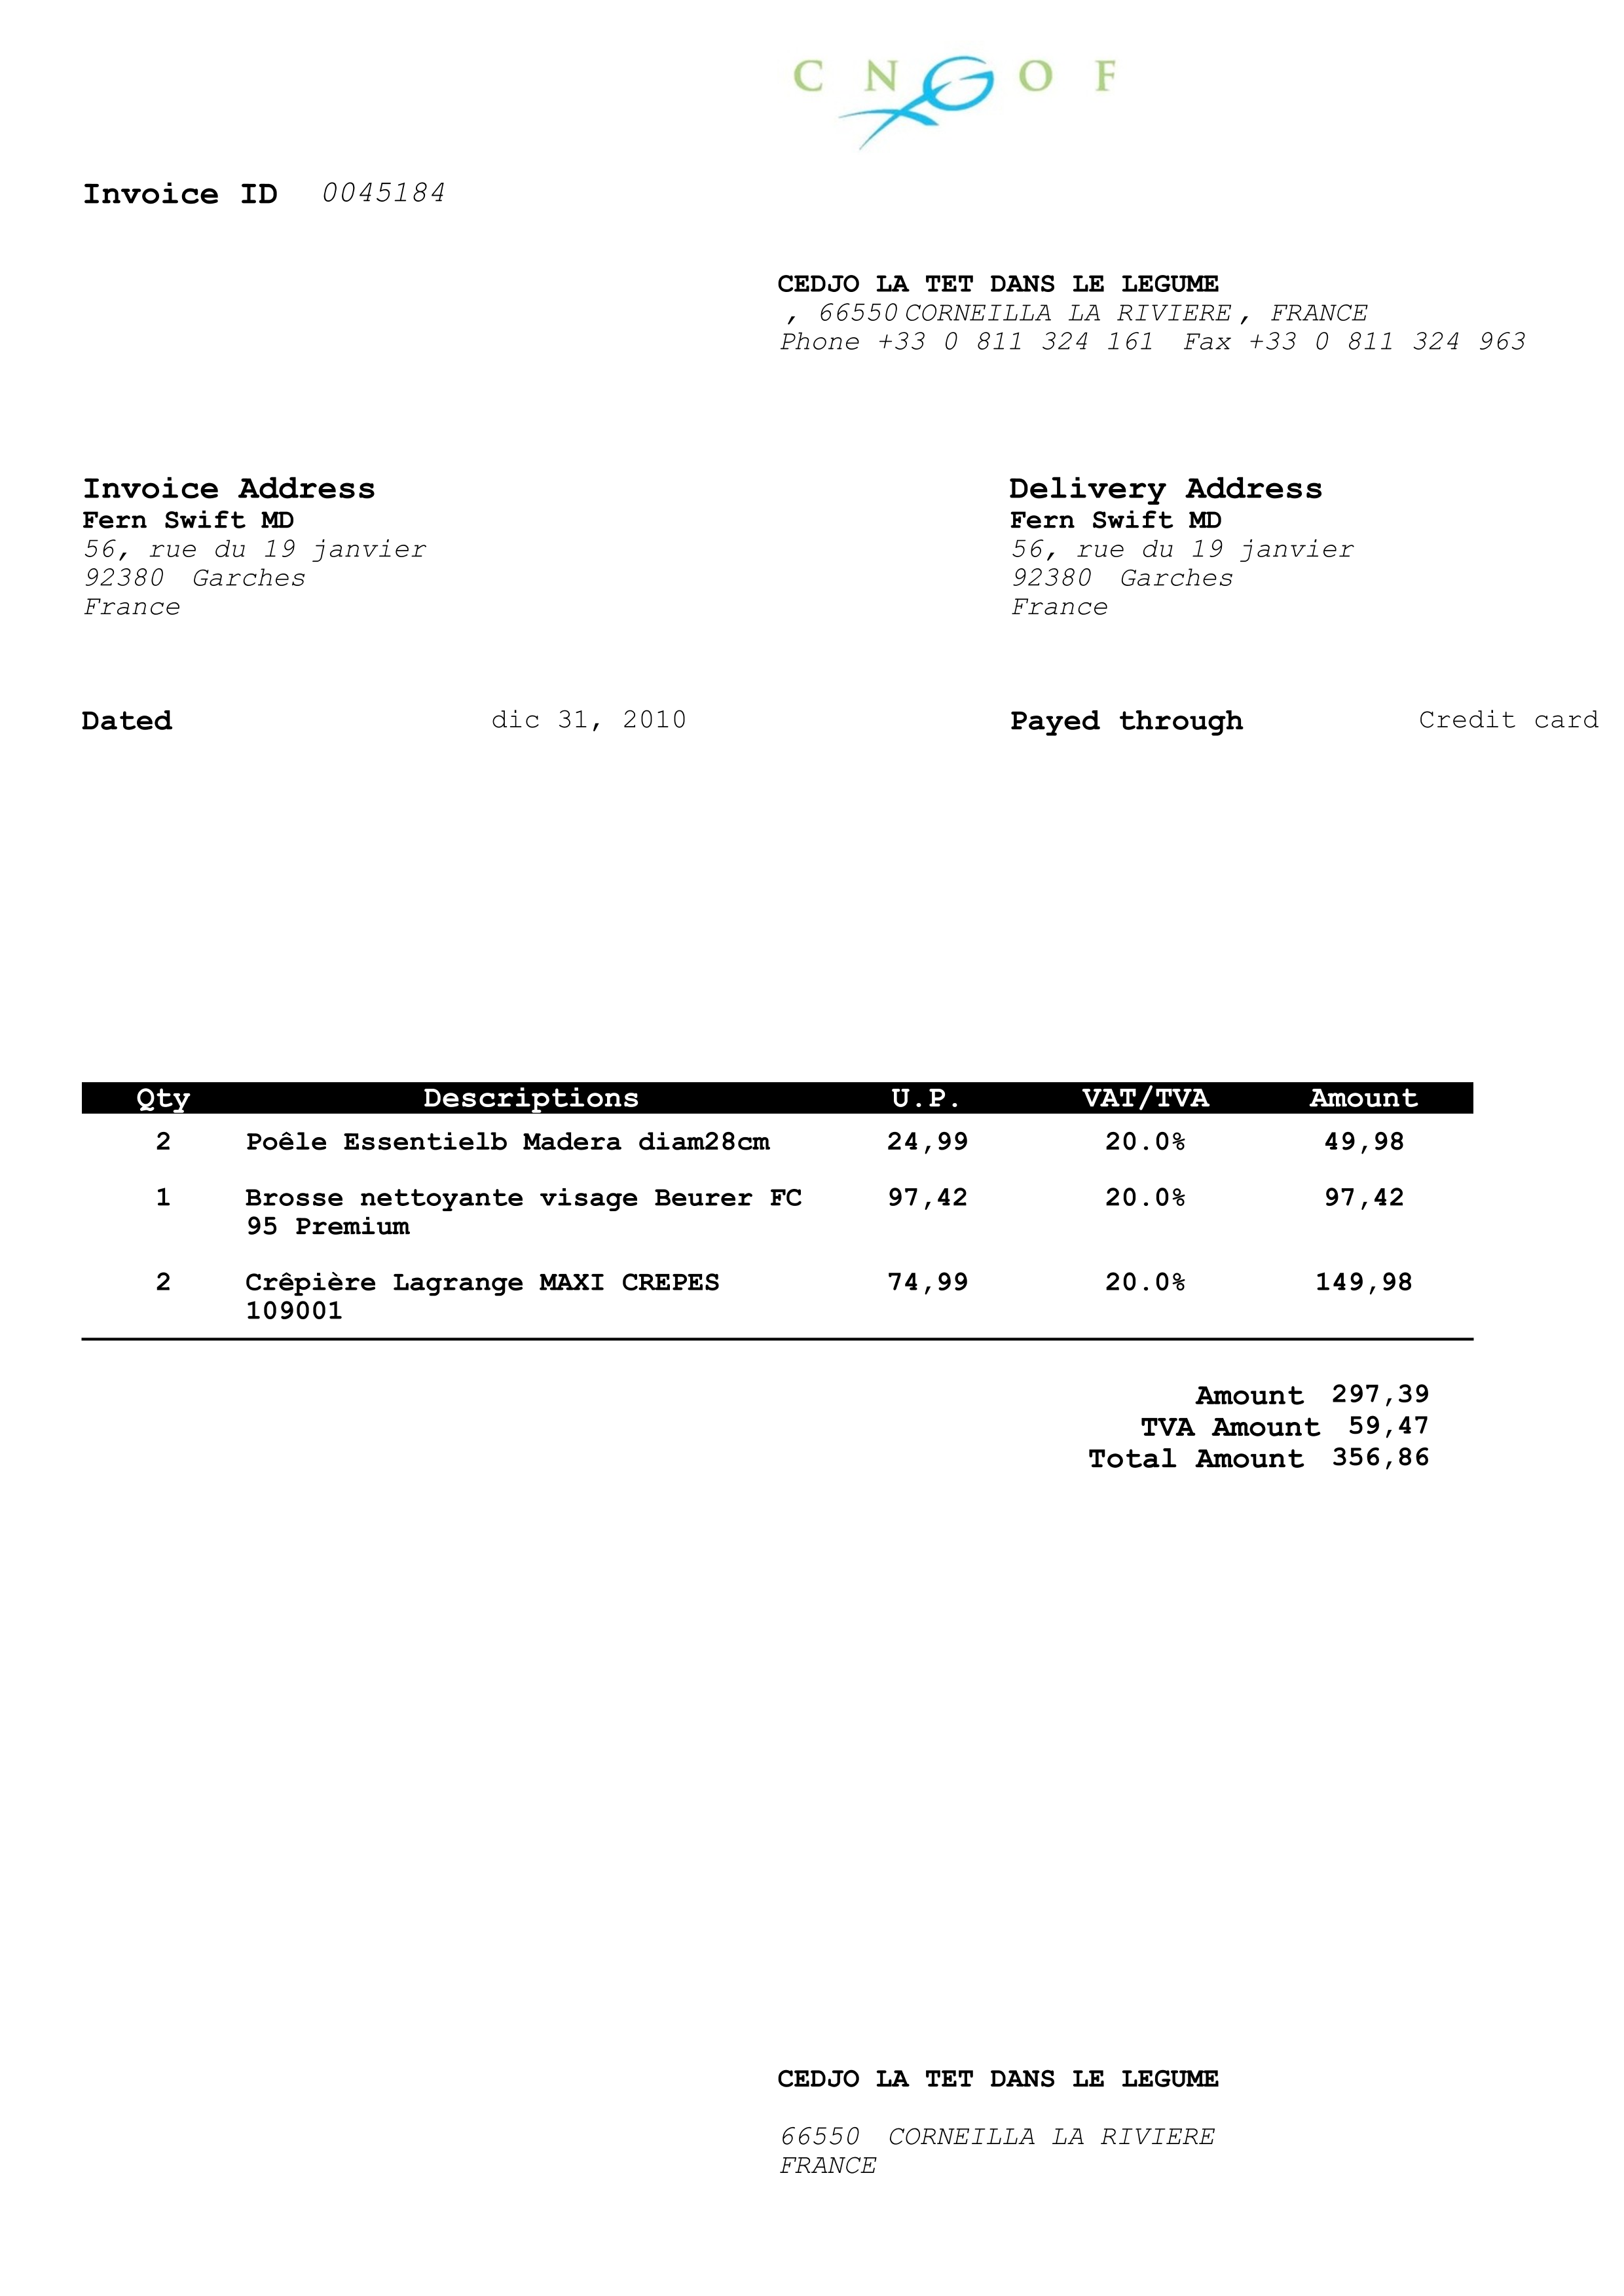 C N G O F
Invoice ID 0045184
CEDJO LA TET DANS LE LEGUME
, 66550 CORNEILLA LA RIVIERE , FRANCE
Phone +33 0 811 324 161 Fax +33 0 811 324 963
Invoice Address
Fern Swift MD
56, rue du 19 janvier
92380 Garches
France
Delivery Address
Fern Swift MD
56, rue du 19 janvier
92380 Garches
France
Dated dic 31, 2010 Payed through Credit card
Qty Descriptions U.P. VAT/TVA Amount
2 Poêle Essentielb Madera diam28cm 24,99 20.0% 49,98
1 Brosse nettoyante visage Beurer FC 97,42 20.0% 97,42
95 Premium
2 Crêpière Lagrange MAXI CREPES 74,99 20.0% 149,98
109001
Amount 297,39
TVA Amount 59,47
Total Amount 356,86
CEDJO LA TET DANS LE LEGUME
66550 CORNEILLA LA RIVIERE
FRANCE